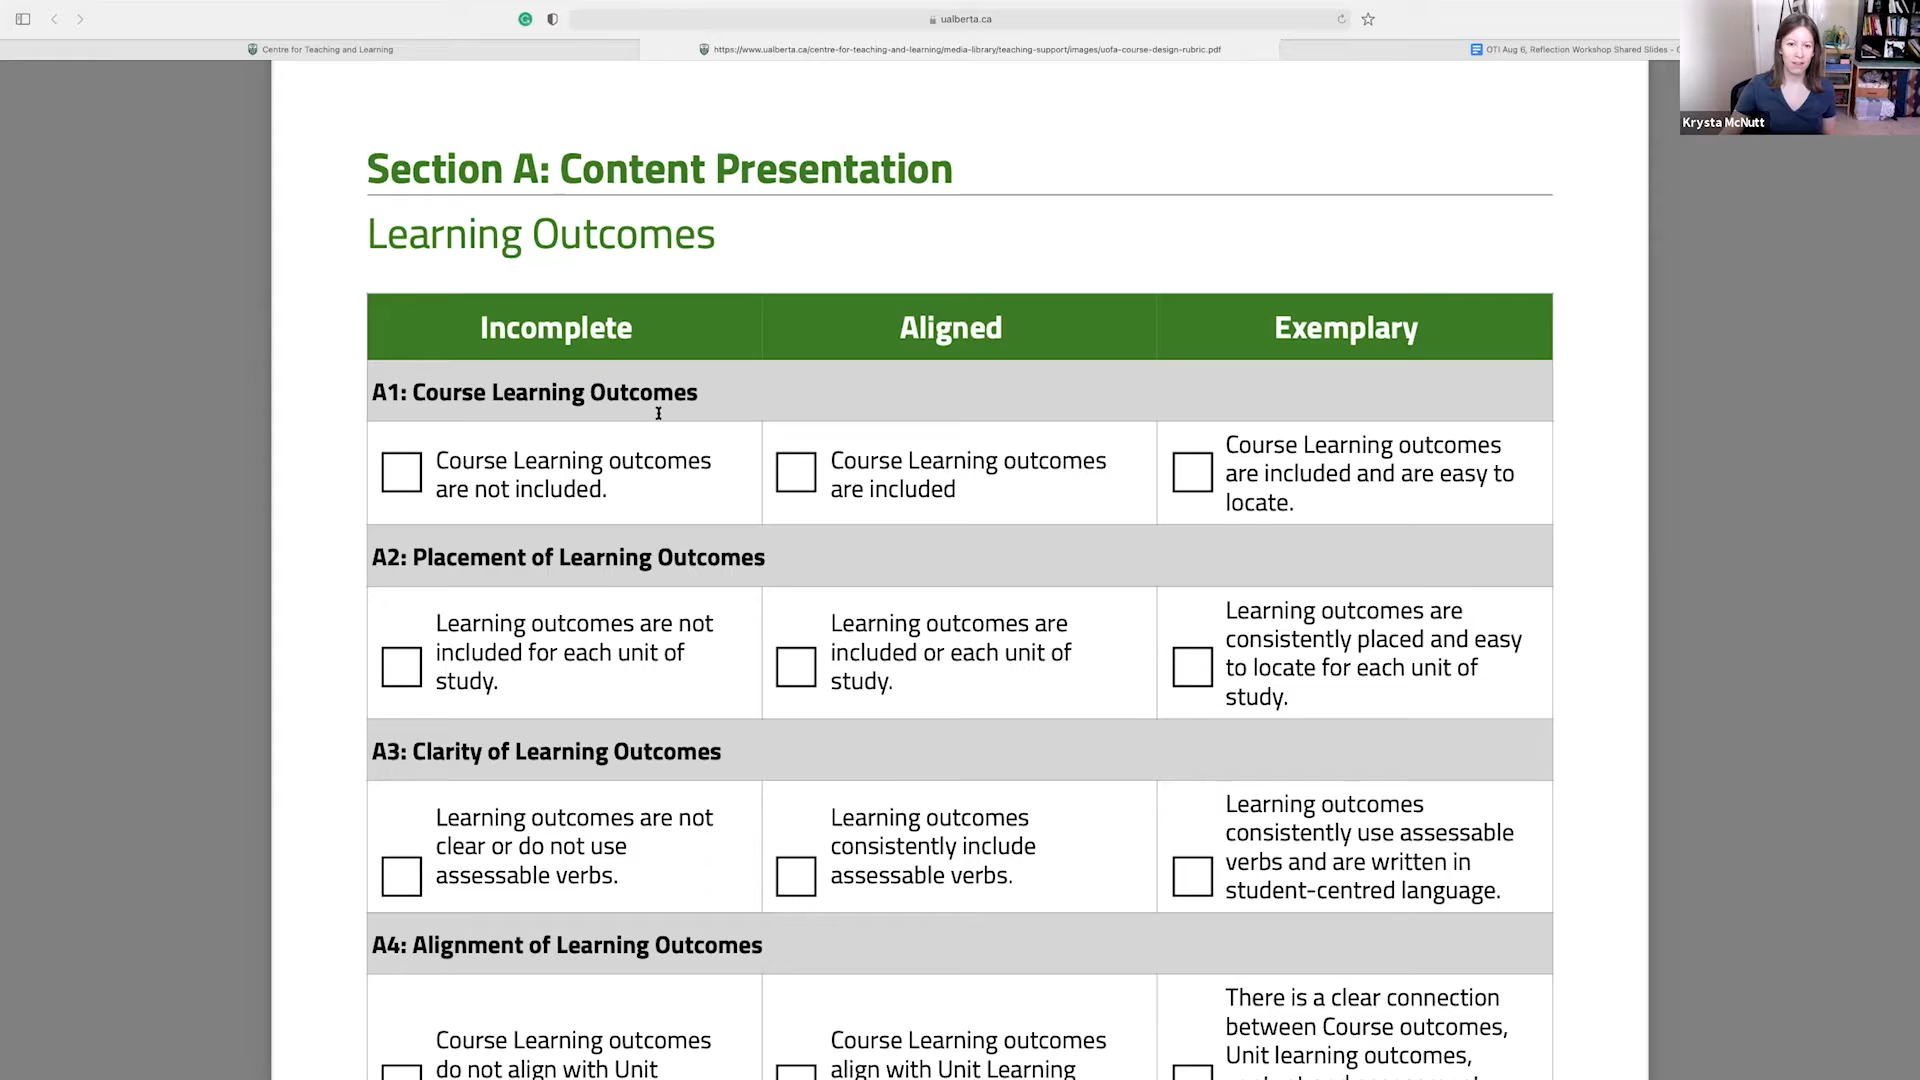 ualberta.ca
Centre for Teaching and Learning
https://www.ualberta.ca/centre-for-teaching-and-learning/media-library/teaching-support/images/uofa-course-design-rubric.pdf
OTI Aug 6, Reflection Workshop Shared Slides -
Krysta McNutt
Section A: Content Presentation
Learning Outcomes
Incomplete
Aligned
Exemplary
A1: Course Learning Outcomes
Course Learning outcomes
are not included.
Course Learning outcomes
are included
Course Learning outcomes
are included and are easy to
locate.
A2: Placement of Learning Outcomes
Learning outcomes are not
included for each unit of
study.
Learning outcomes are
included or each unit of
study.
Learning outcomes are
consistently placed and easy
to locate for each unit of
study.
A3: Clarity of Learning Outcomes
Learning outcomes are not
clear or do not use
assessable verbs.
Learning outcomes
consistently include
assessable verbs.
Learning outcomes
consistently use assessable
verbs and are written in
student-centred language.
A4: Alignment of Learning Outcomes
Course Learning outcomes
do not align with Unit
Course Learning outcomes
align with Unit Learning
There is a clear connection
between Course outcomes,
Unit learning outcomes,